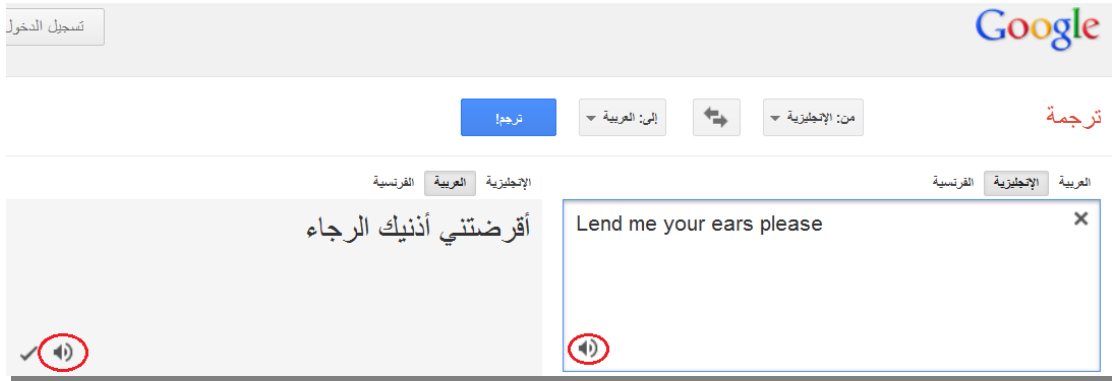 Google
تسجيل الدخول
ترجمة
من: الإنجليزية
إلى: العربية
ترجم!
العربية الإنجليزية الفرنسية
الإنجليزية العربية الفرنسية
Lend me your ears please
أقرضتني أذنيك الرجاء